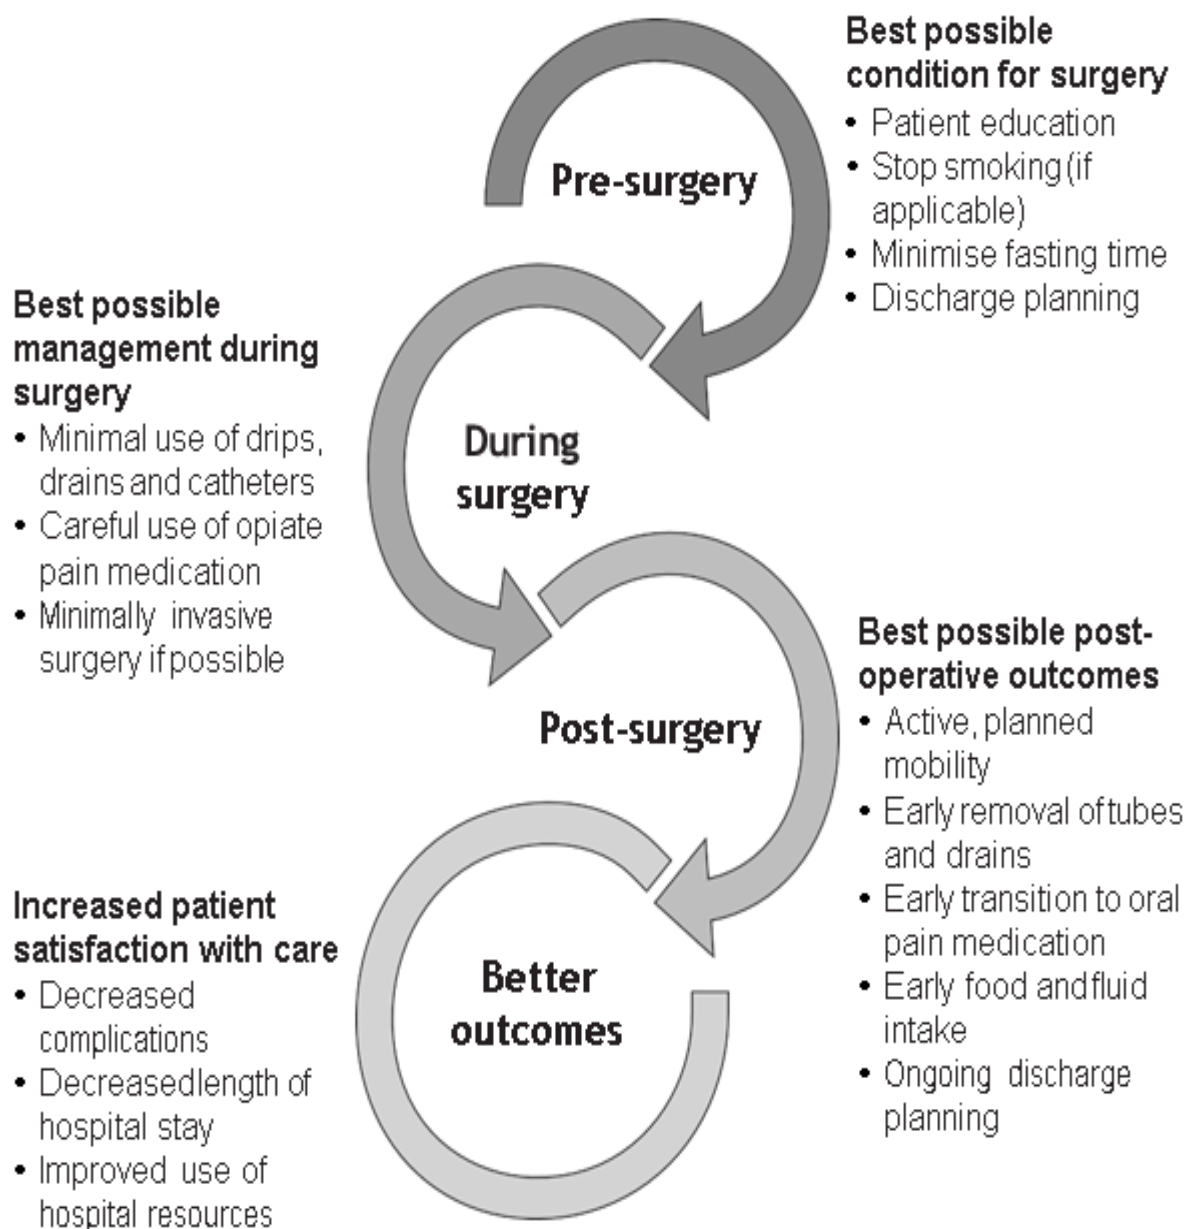 Best possible
condition for surgery
• Patient education
• Stop smoking (if
applicable)
• Minimise fasting time
• Discharge planning
Pre-surgery
Best possible
management during
surgery
• Minimal use of drips,
drains and catheters
• Careful use of opiate
pain medication
• Minimally invasive
surgery if possible
During
surgery
Best possible post-
operative outcomes
• Active, planned
mobility
• Early removal of tubes
and drains
• Early transition to oral
pain medication
• Early food and fluid
intake
• Ongoing discharge
planning
Post-surgery
Increased patient
satisfaction with care
• Decreased
complications
• Decreased length of
hospital stay
• Improved use of
hospital resources
Better
outcomes